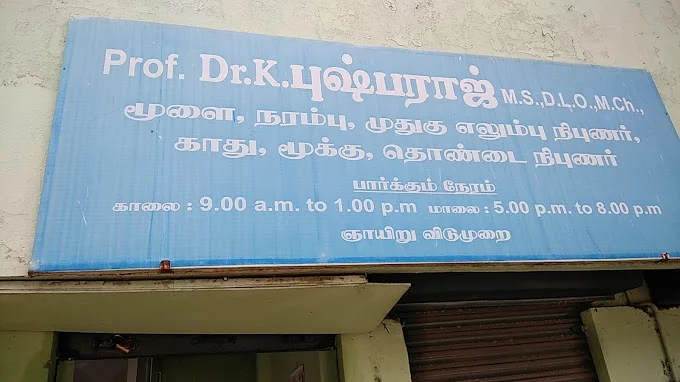 Prof. Dr.K.புஷ்பராஜ் M.S.,D.L.O.,M.Ch.,
மூளை, நரம்பு, முதுகு எலும்பு நிபுணர்,
காது, மூக்கு, தொண்டை நிபுணர்
பார்க்கும் நேரம்
காலை : 9.00 a.m. to 1.00 p.m மாலை : 5.00 p.m. to 8.00 p.m
ஞாயிறு விடுமுறை